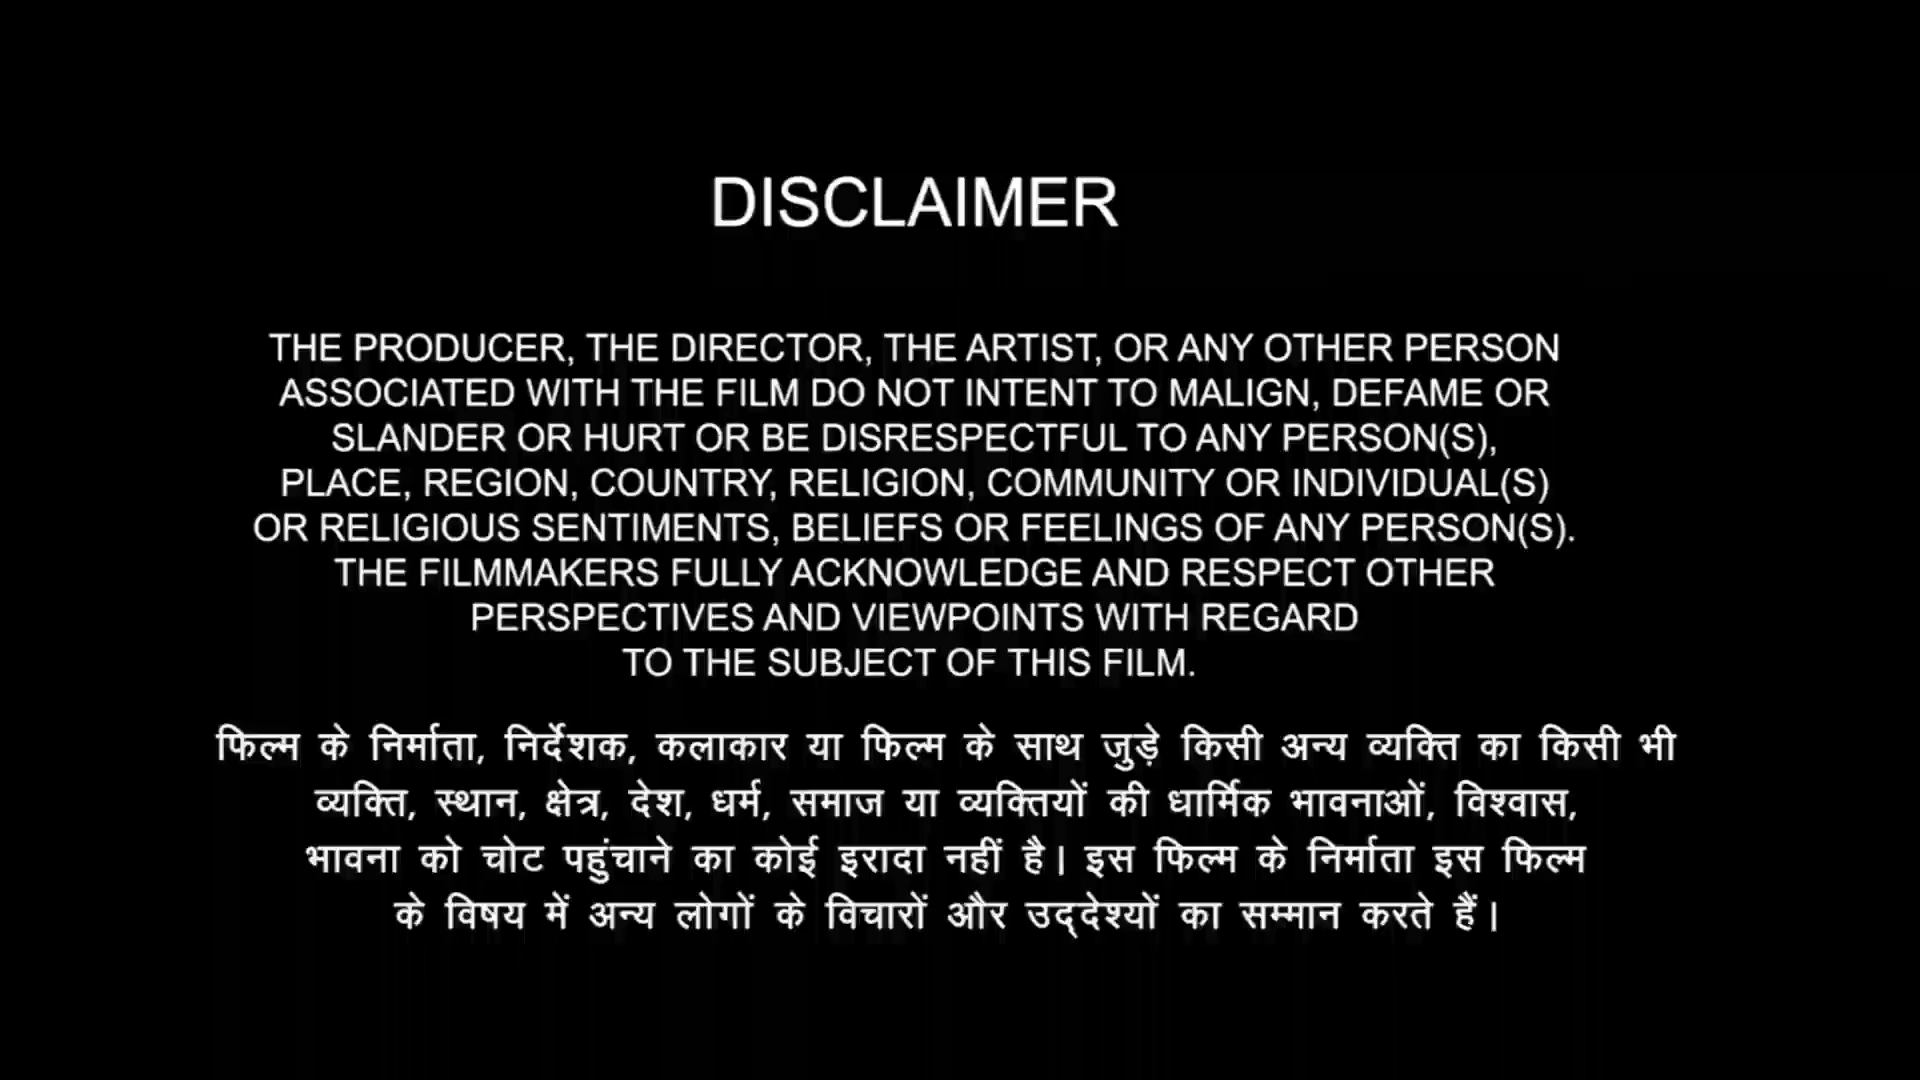 DISCLAIMER
THE PRODUCER, THE DIRECTOR, THE ARTIST, OR ANY OTHER PERSON
ASSOCIATED WITH THE FILM DO NOT INTENT TO MALIGN, DEFAME OR
SLANDER OR HURT OR BE DISRESPECTFUL TO ANY PERSON(S),
PLACE, REGION, COUNTRY, RELIGION, COMMUNITY OR INDIVIDUAL(S)
OR RELIGIOUS SENTIMENTS, BELIEFS OR FEELINGS OF ANY PERSON(S).
THE FILMMAKERS FULLY ACKNOWLEDGE AND RESPECT OTHER
PERSPECTIVES AND VIEWPOINTS WITH REGARD
TO THE SUBJECT OF THIS FILM.
फिल्म के निर्माता, निर्देशक, कलाकार या फिल्म के साथ जुड़े किसी अन्य व्यक्ति का किसी भी
व्यक्ति, स्थान, क्षेत्र, देश, धर्म, समाज या व्यक्तियों की धार्मिक भावनाओं, विश्वास,
भावना को चोट पहुंचाने का कोई इरादा नहीं है। इस फिल्म के निर्माता इस फिल्म
के विषय में अन्य लोगों के विचारों और उद्देश्यों का सम्मान करते हैं।